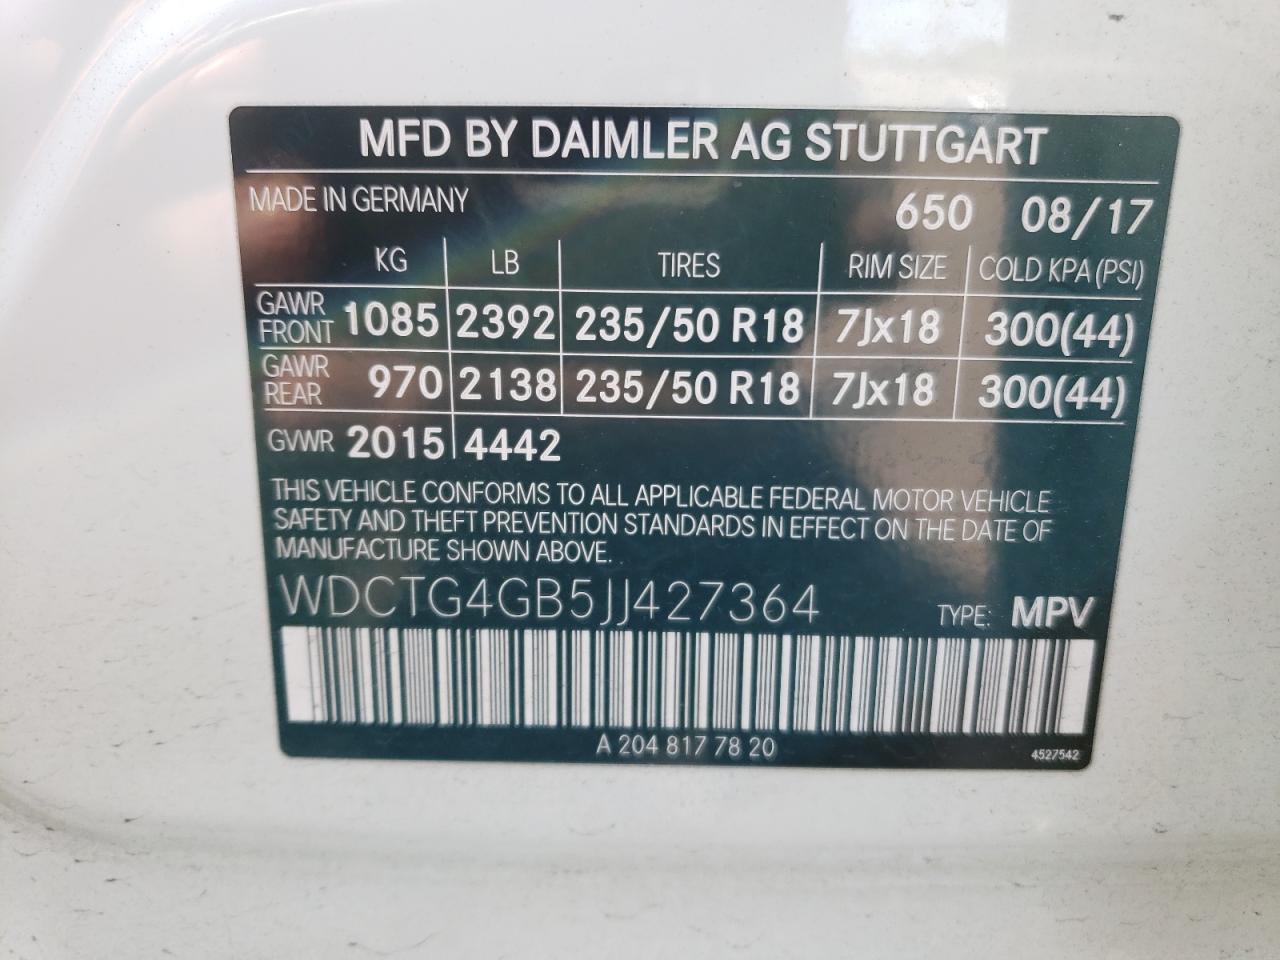 MFD BY DAIMLER AG STUTTGART
MADE IN GERMANY 650 08/17
KG LB TIRES RIM SIZE COLD KPA (PSI)
GAWR FRONT 1085 2392 235/50 R18 7Jx18 300(44)
GAWR REAR 970 2138 235/50 R18 7Jx18 300(44)
GVWR 2015 4442
THIS VEHICLE CONFORMS TO ALL APPLICABLE FEDERAL MOTOR VEHICLE
SAFETY AND THEFT PREVENTION STANDARDS IN EFFECT ON THE DATE OF
MANUFACTURE SHOWN ABOVE.
WDCTG4GB5JJ427364 TYPE: MPV
A 204 817 78 20
4527542